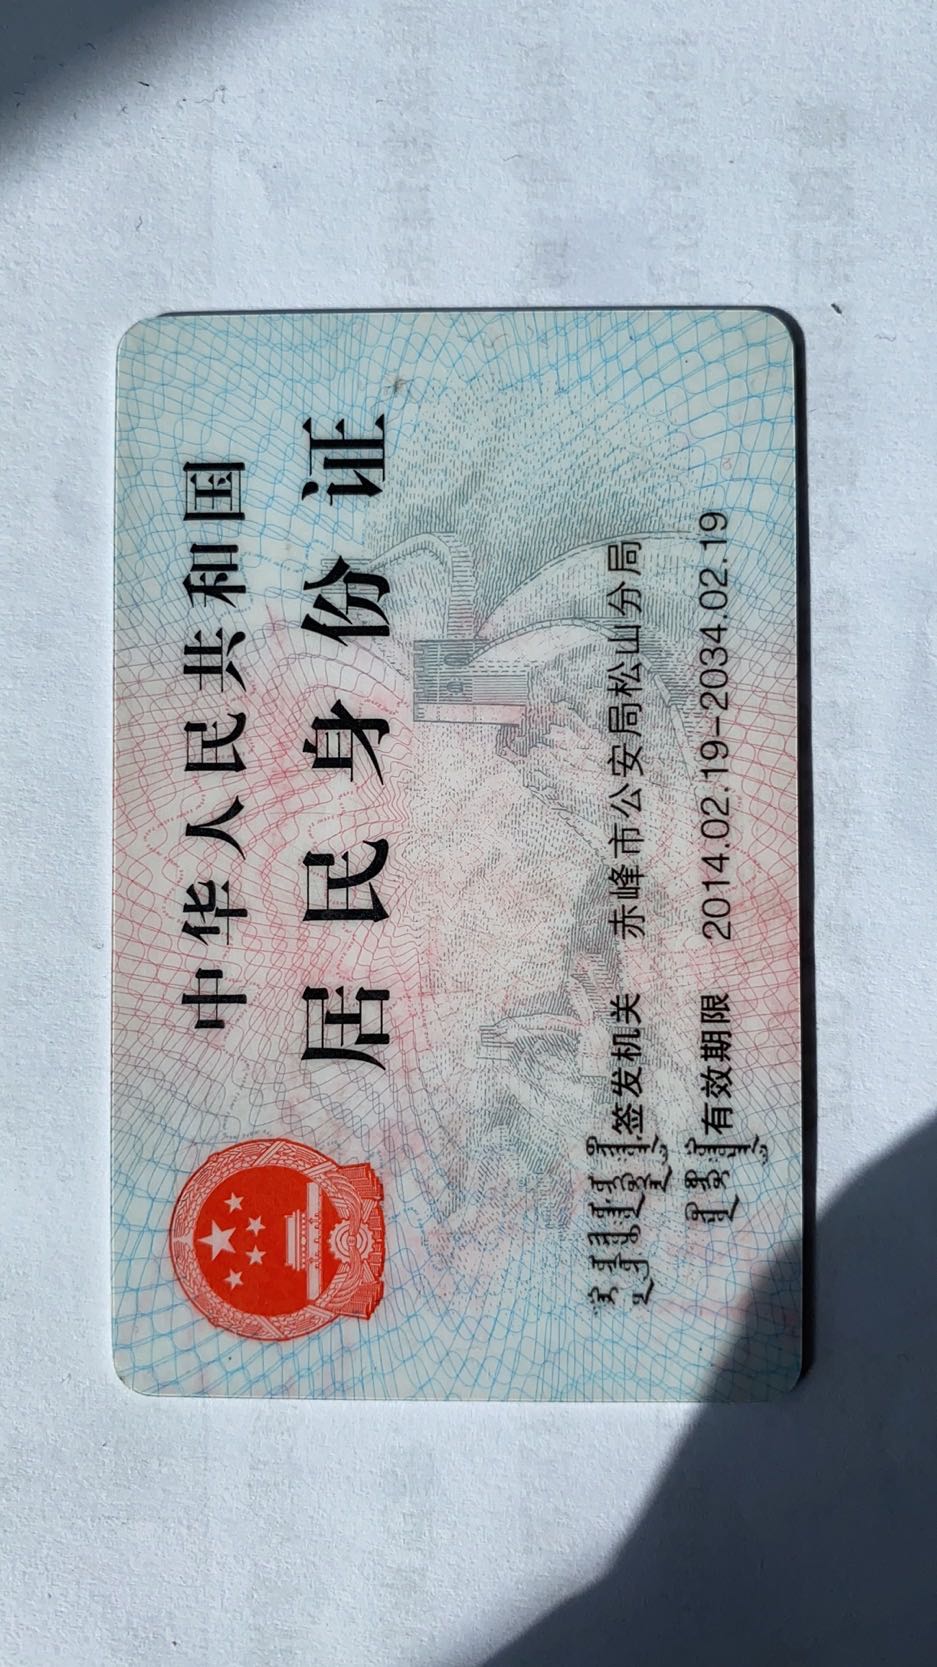 中华人民共和国
居民身份证
签发机关 赤峰市公安局松山分局
有效期限 2014.02.19-2034.02.19